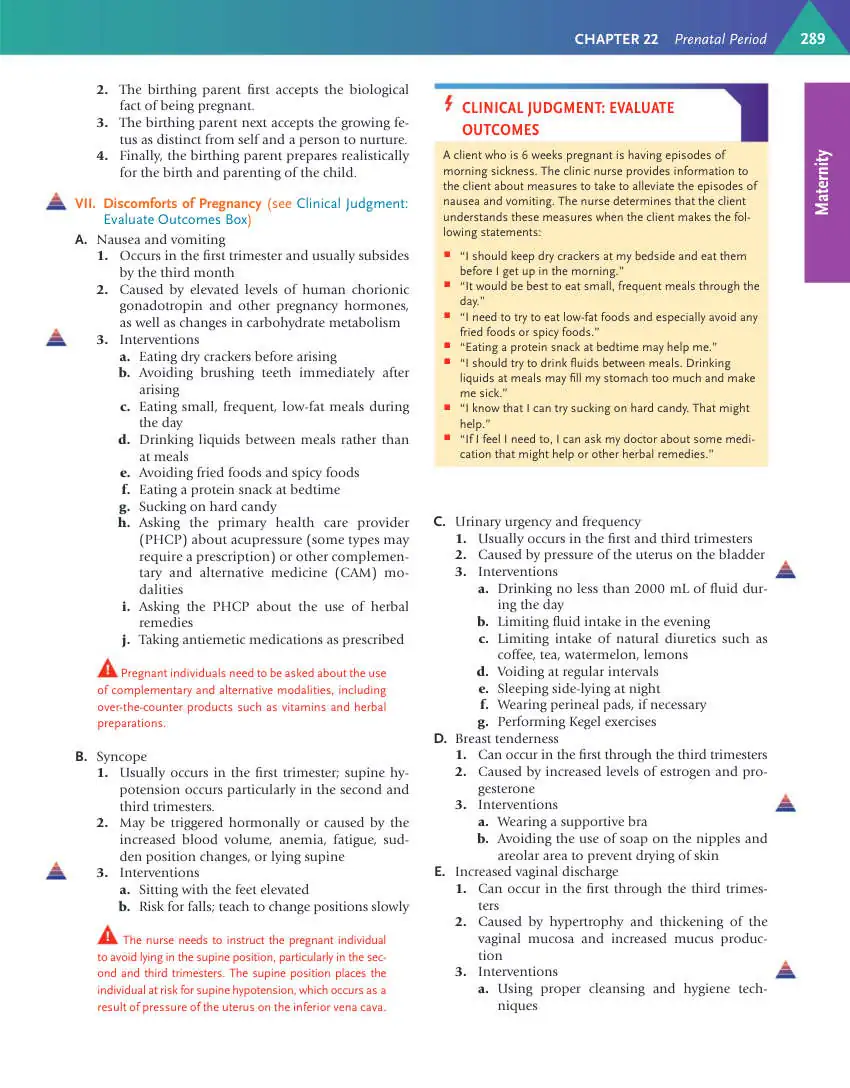 CHAPTER 22 Prenatal Period 289
2. The birthing parent first accepts the biological
fact of being pregnant.
3. The birthing parent next accepts the growing fe-
tus as distinct from self and a person to nurture.
4. Finally, the birthing parent prepares realistically
for the birth and parenting of the child.
VII. Discomforts of Pregnancy (see Clinical Judgment:
Evaluate Outcomes Box)
A. Nausea and vomiting
1. Occurs in the first trimester and usually subsides
by the third month
2. Caused by elevated levels of human chorionic
gonadotropin and other pregnancy hormones,
as well as changes in carbohydrate metabolism
3. Interventions
a. Eating dry crackers before arising
b. Avoiding brushing teeth immediately after
arising
c. Eating small, frequent, low-fat meals during
the day
d. Drinking liquids between meals rather than
at meals
e. Avoiding fried foods and spicy foods
f. Eating a protein snack at bedtime
g. Sucking on hard candy
h. Asking the primary health care provider
(PHCP) about acupressure (some types may
require a prescription) or other complemen-
tary and alternative medicine (CAM) mo-
dalities
i. Asking the PHCP about the use of herbal
remedies
j. Taking antiemetic medications as prescribed
Pregnant individuals need to be asked about the use
of complementary and alternative modalities, including
over-the-counter products such as vitamins and herbal
preparations.
B. Syncope
1. Usually occurs in the first trimester; supine hy-
potension occurs particularly in the second and
third trimesters.
2. May be triggered hormonally or caused by the
increased blood volume, anemia, fatigue, sud-
den position changes, or lying supine
3. Interventions
a. Sitting with the feet elevated
b. Risk for falls; teach to change positions slowly
The nurse needs to instruct the pregnant individual
to avoid lying in the supine position, particularly in the sec-
ond and third trimesters. The supine position places the
individual at risk for supine hypotension, which occurs as a
result of pressure of the uterus on the inferior vena cava.
CLINICAL JUDGMENT: EVALUATE
OUTCOMES
A client who is 6 weeks pregnant is having episodes of
morning sickness. The clinic nurse provides information to
the client about measures to take to alleviate the episodes of
nausea and vomiting. The nurse determines that the client
understands these measures when the client makes the fol-
lowing statements:
▪ “I should keep dry crackers at my bedside and eat them
before I get up in the morning.”
▪ “It would be best to eat small, frequent meals through the
day.”
▪ “I need to try to eat low-fat foods and especially avoid any
fried foods or spicy foods.”
▪ “Eating a protein snack at bedtime may help me.”
▪ “I should try to drink fluids between meals. Drinking
liquids at meals may fill my stomach too much and make
me sick.”
▪ “I know that I can try sucking on hard candy. That might
help.”
▪ “If I feel I need to, I can ask my doctor about some medi-
cation that might help or other herbal remedies.”
C. Urinary urgency and frequency
1. Usually occurs in the first and third trimesters
2. Caused by pressure of the uterus on the bladder
3. Interventions
a. Drinking no less than 2000 mL of fluid dur-
ing the day
b. Limiting fluid intake in the evening
c. Limiting intake of natural diuretics such as
coffee, tea, watermelon, lemons
d. Voiding at regular intervals
e. Sleeping side-lying at night
f. Wearing perineal pads, if necessary
g. Performing Kegel exercises
D. Breast tenderness
1. Can occur in the first through the third trimesters
2. Caused by increased levels of estrogen and pro-
gesterone
3. Interventions
a. Wearing a supportive bra
b. Avoiding the use of soap on the nipples and
areolar area to prevent drying of skin
E. Increased vaginal discharge
1. Can occur in the first through the third trimes-
ters
2. Caused by hypertrophy and thickening of the
vaginal mucosa and increased mucus produc-
tion
3. Interventions
a. Using proper cleansing and hygiene tech-
niques
Maternity